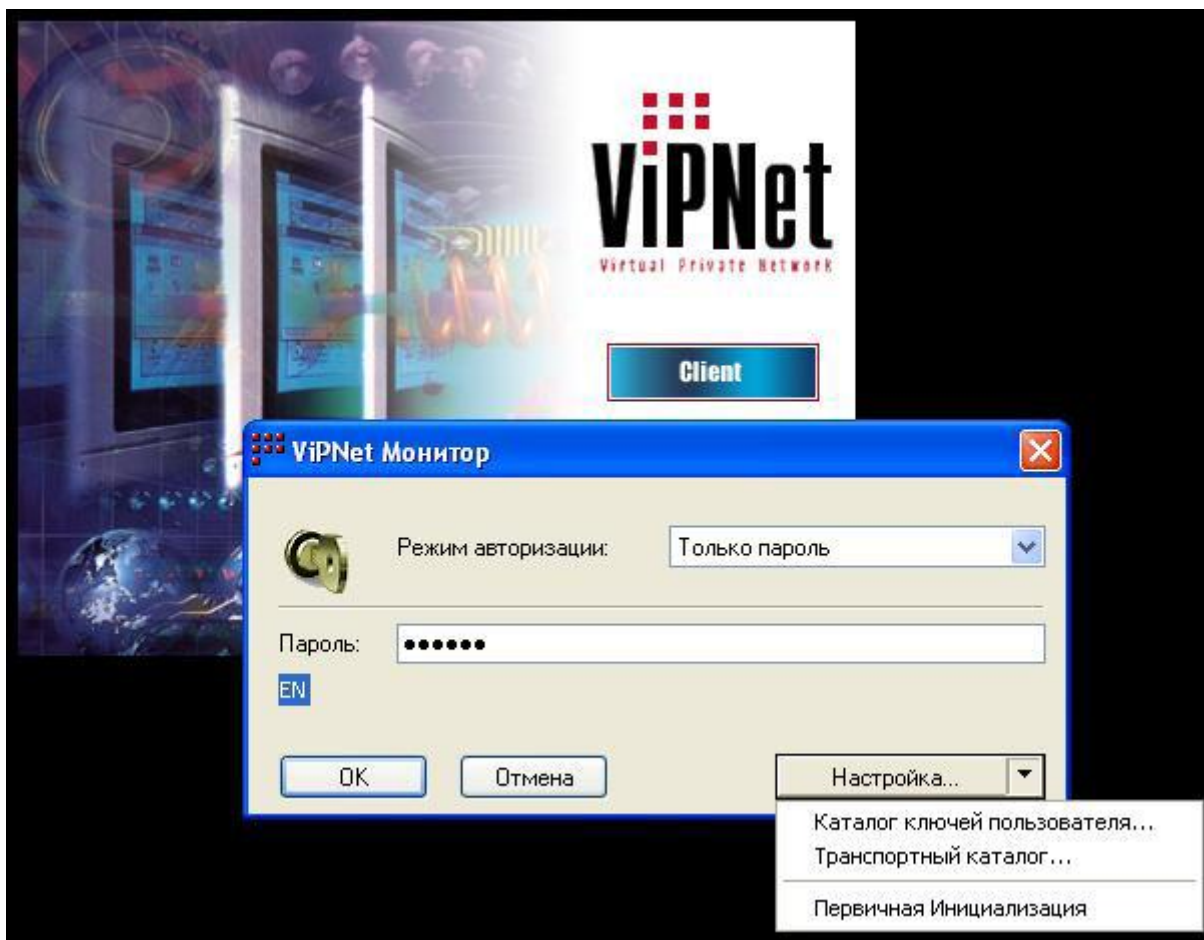 ViPNet
Virtual Private Network
Client
ViPNet Монитор
Режим авторизации: Только пароль
Пароль: ••••••
EN
OK Отмена Настройка...
Каталог ключей пользователя...
Транспортный каталог...
Первичная Инициализация